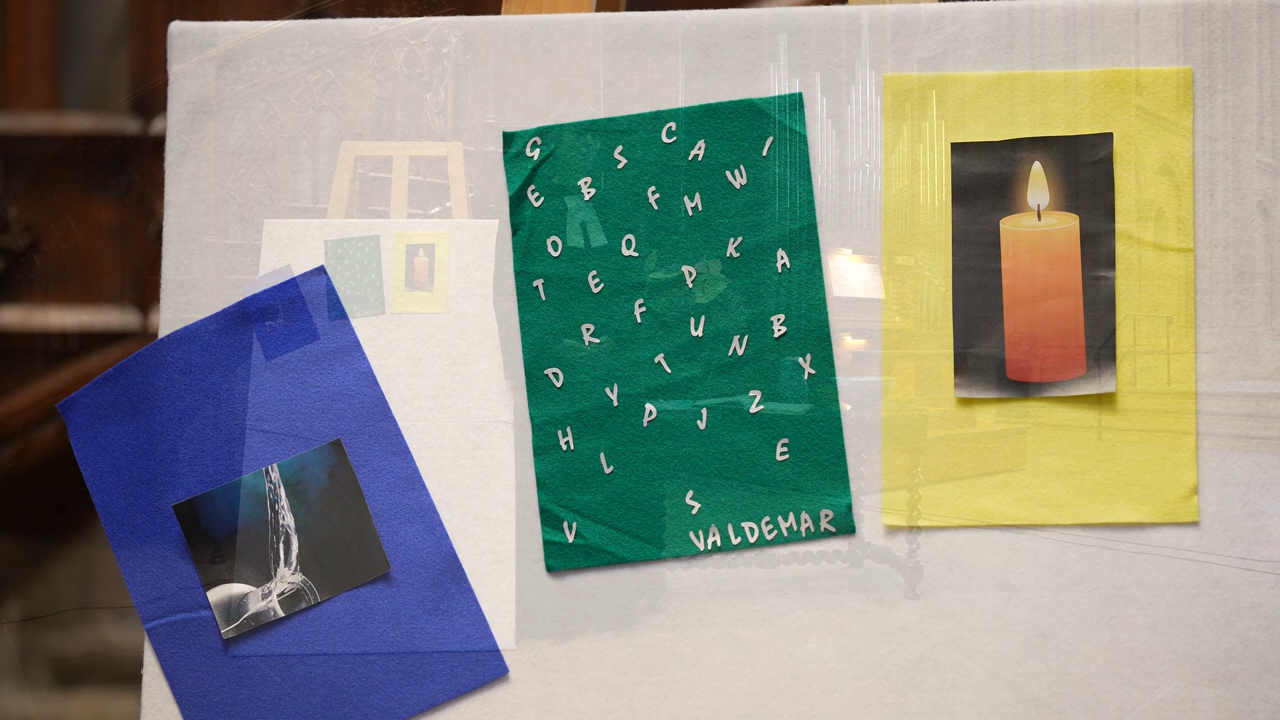 G S C A I
E B F M W
O Q K A
T E P
R F U N B
D T X
Y P J Z
H L E
S
V VALDEMAR